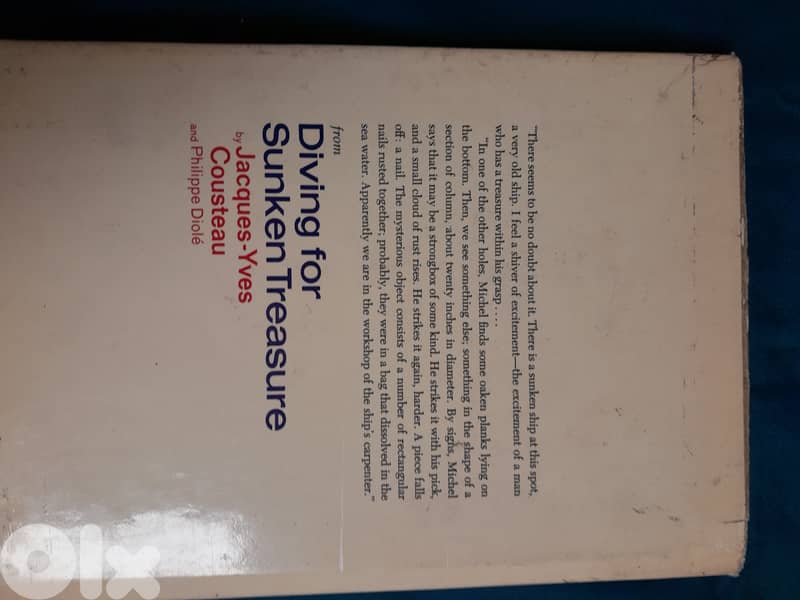 "There seems to be no doubt about it. There is a sunken ship at this spot,
a very old ship. I feel a shiver of excitement—the excitement of a man
who has a treasure within his grasp . . . .
"In one of the other holes, Michel finds some oaken planks lying on
the bottom. Then, we see something else; something in the shape of a
section of column, about twenty inches in diameter. By signs, Michel
says that it may be a strongbox of some kind. He strikes it with his pick,
and a small cloud of rust rises. He strikes it again, harder. A piece falls
off: a nail. The mysterious object consists of a number of rectangular
nails rusted together; probably, they were in a bag that dissolved in the
sea water. Apparently we are in the workshop of the ship's carpenter."
from
Diving for
Sunken Treasure
by Jacques-Yves
Cousteau
and Philippe Diolé
olx